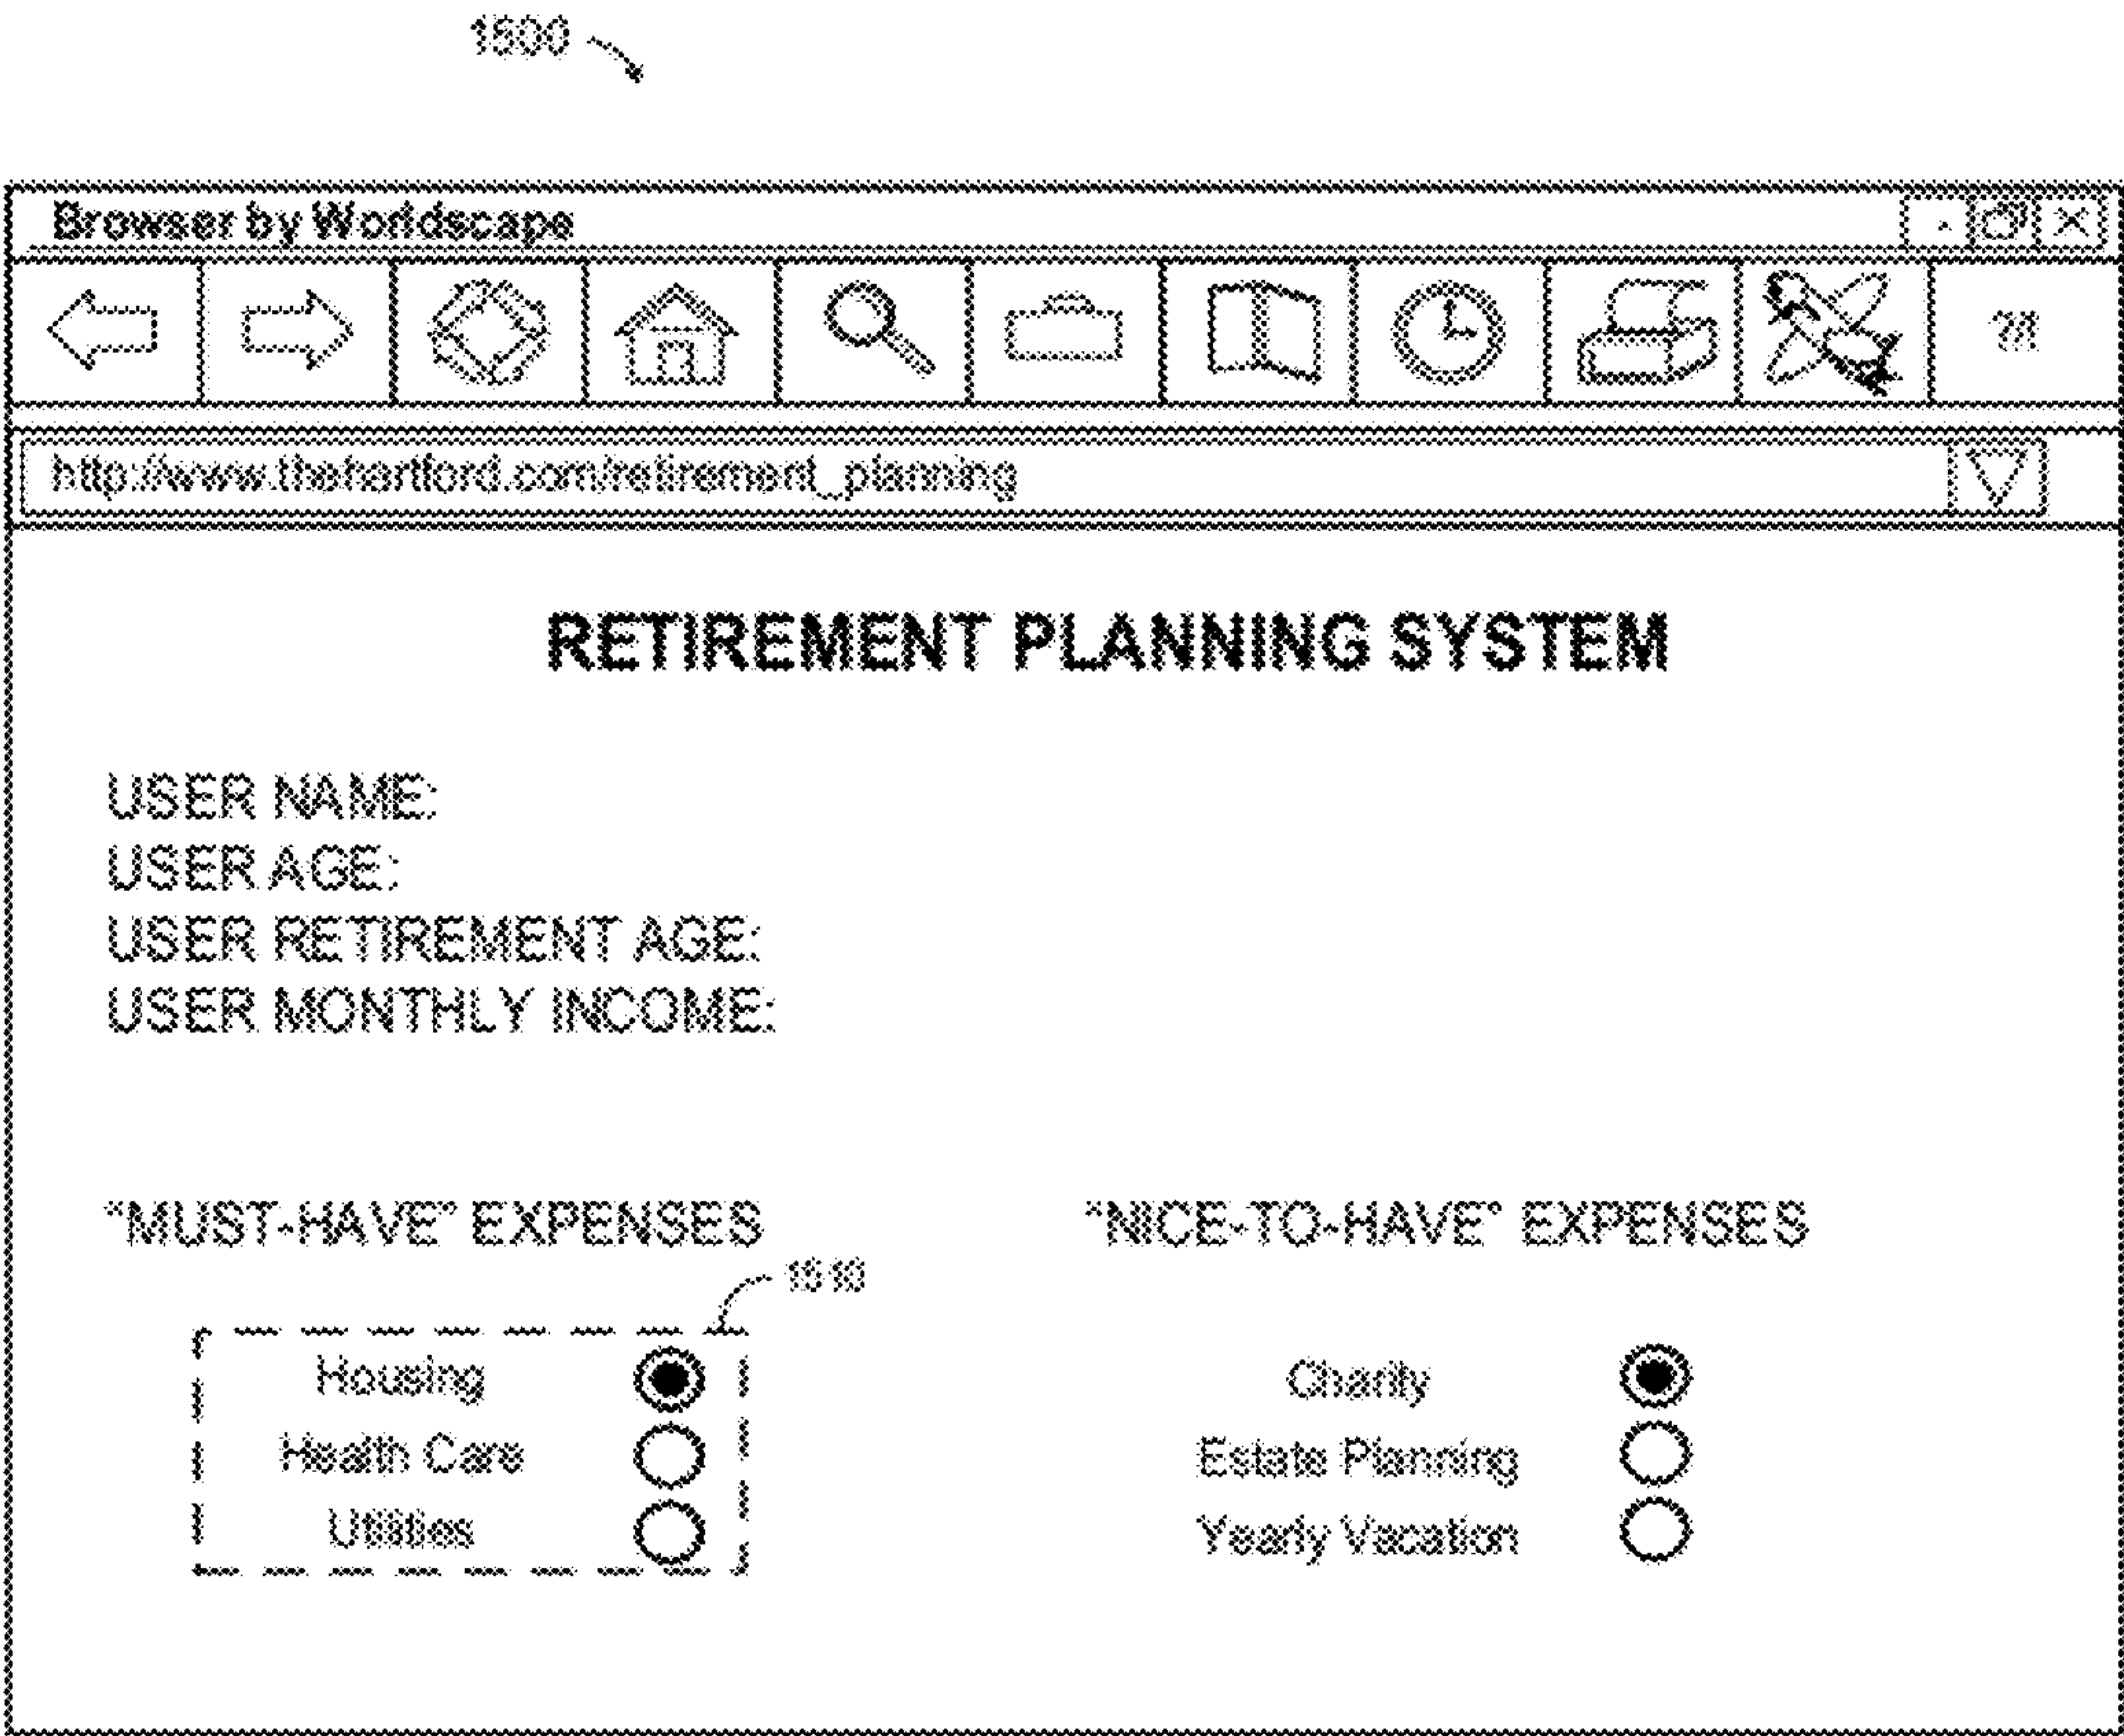 1500
Browser by Worldscape
?
http://www.thehartford.com/retirement_planning
RETIREMENT PLANNING SYSTEM
USER NAME:
USER AGE:
USER RETIREMENT AGE:
USER MONTHLY INCOME:
"MUST-HAVE" EXPENSES "NICE-TO-HAVE" EXPENSES
1510
Housing Charity
Health Care Estate Planning
Utilities Yearly Vacation